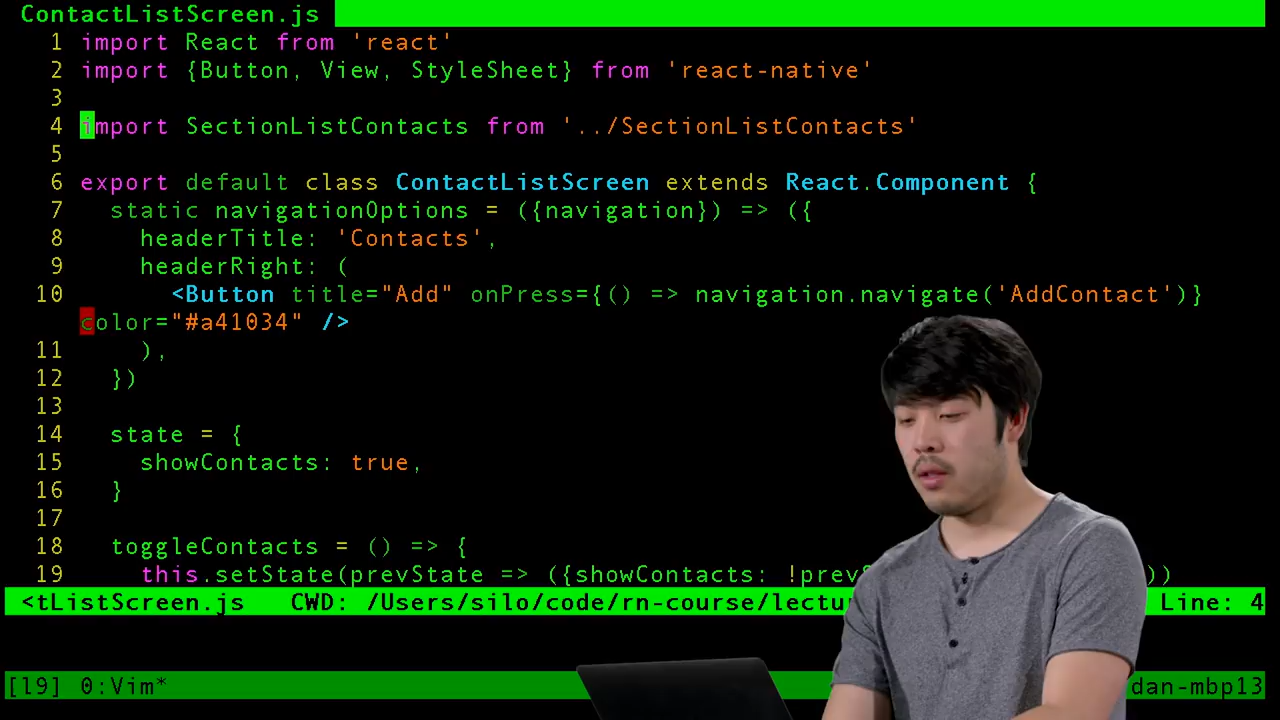 ContactListScreen.js
1 import React from 'react'
2 import {Button, View, StyleSheet} from 'react-native'
3
4 import SectionListContacts from '../SectionListContacts'
5
6 export default class ContactListScreen extends React.Component {
7 static navigationOptions = ({navigation}) => ({
8 headerTitle: 'Contacts',
9 headerRight: (
10 <Button title="Add" onPress={() => navigation.navigate('AddContact')}
color="#a41034" />
11 ),
12 })
13
14 state = {
15 showContacts: true,
16 }
17
18 toggleContacts = () => {
19 this.setState(prevState => ({showContacts: ))
<tListScreen.js CWD: /Users/silo/code/rn-course/ Line: 4
[l9] 0:Vim* dan-mbp13